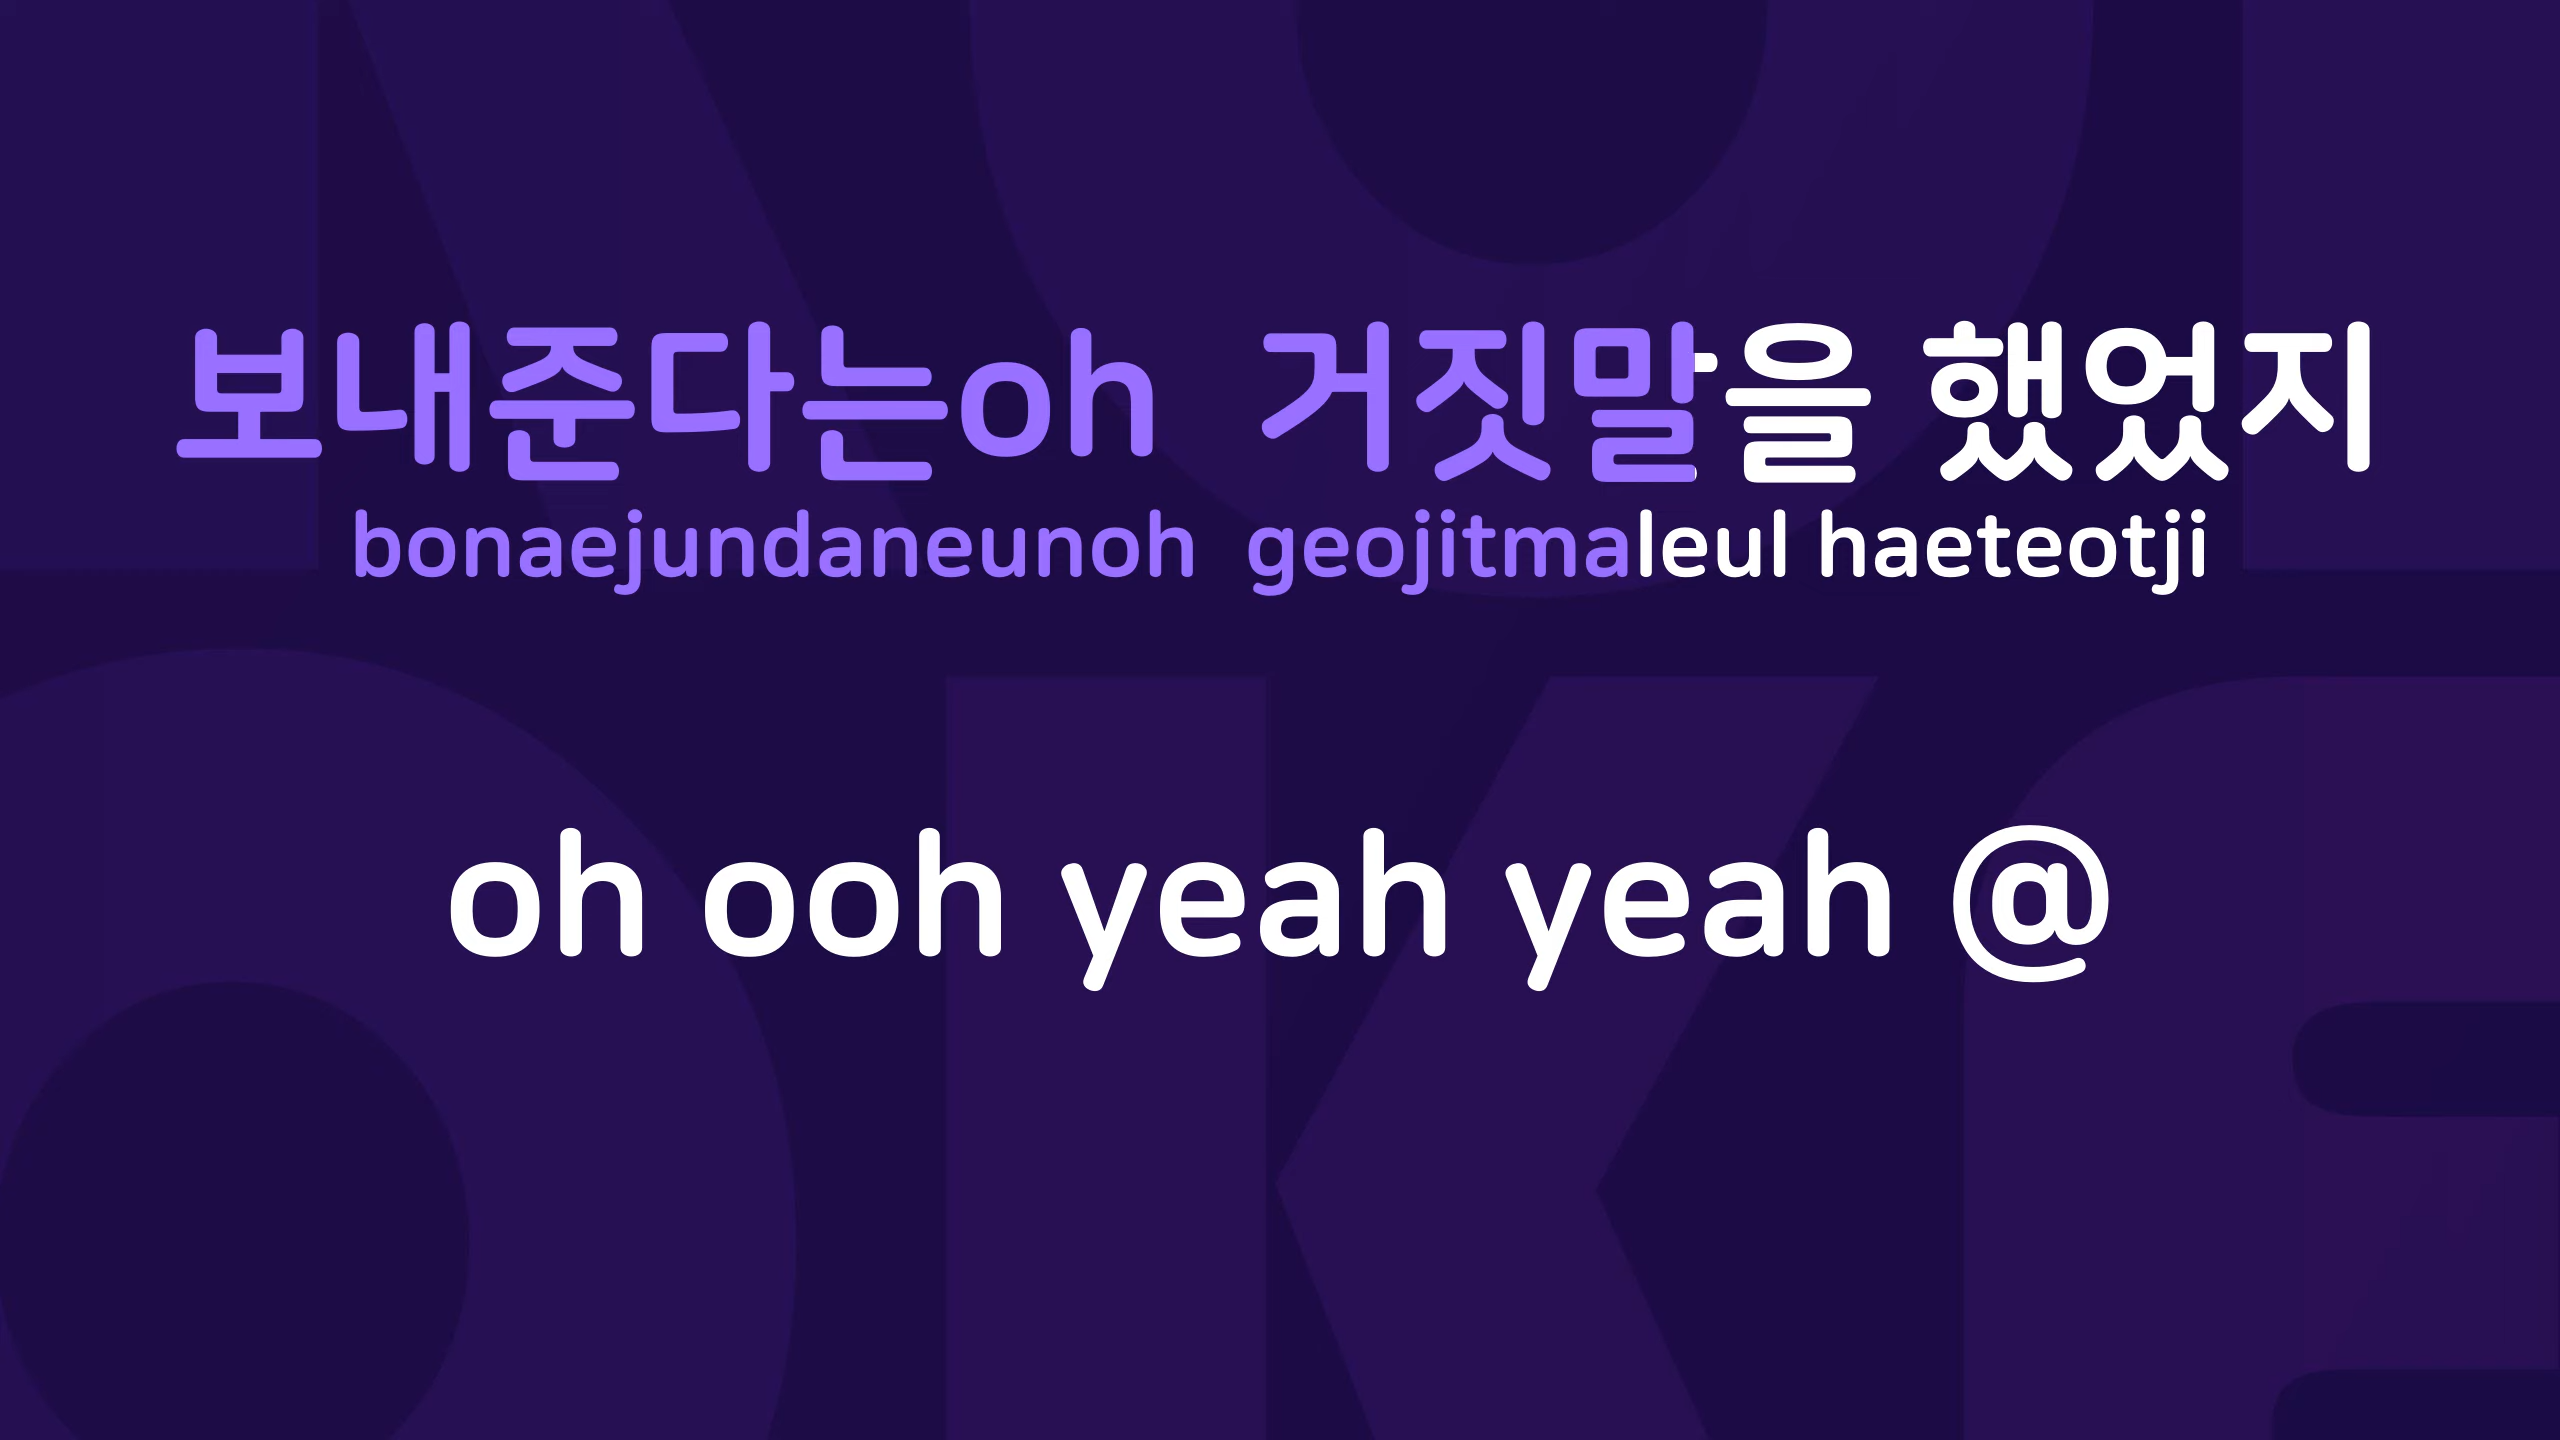 보내준다는oh  거짓말을 했었지
bonaejundaneunoh  geojitmaleul haeteotji
oh ooh yeah yeah @